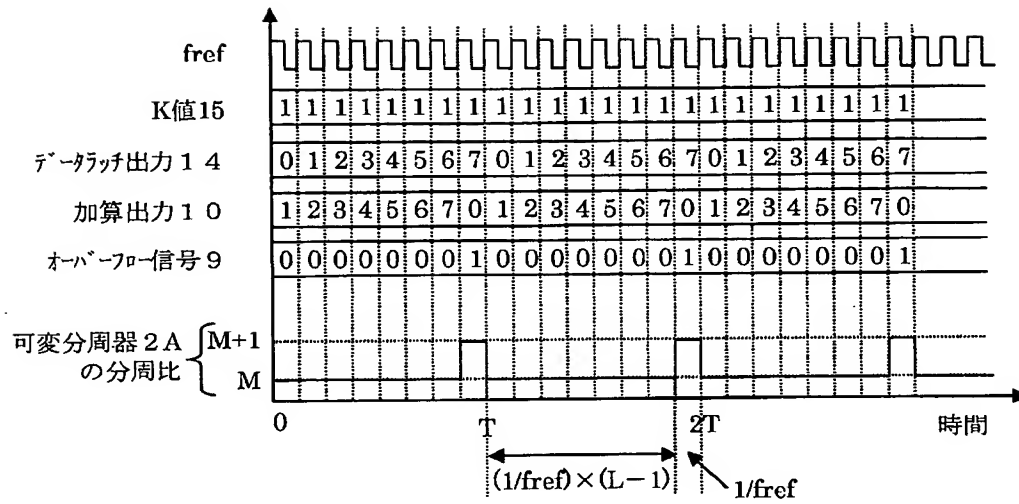 fref
K値15 1 1 1 1 1 1 1 1 1 1 1 1 1 1 1 1 1 1 1 1 1 1 1 1
データラッチ出力14 0 1 2 3 4 5 6 7 0 1 2 3 4 5 6 7 0 1 2 3 4 5 6 7
加算出力10 1 2 3 4 5 6 7 0 1 2 3 4 5 6 7 0 1 2 3 4 5 6 7 0
オーバーフロー信号9 0 0 0 0 0 0 0 1 0 0 0 0 0 0 0 1 0 0 0 0 0 0 0 1
可変分周器2A
の分周比
M+1
M
0 T 2T 時間
(1/fref)×(L-1)
1/fref